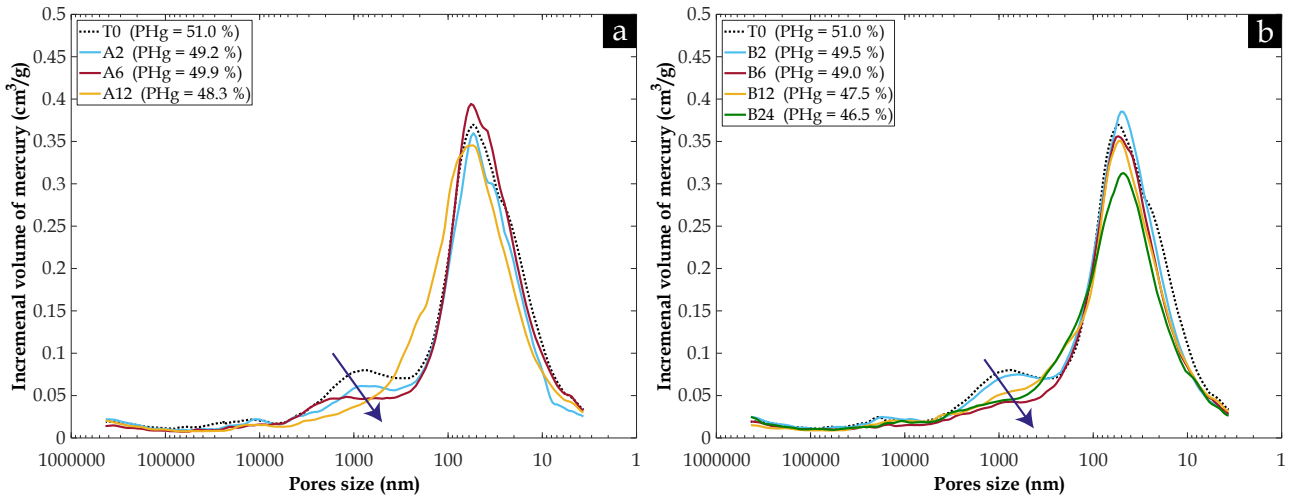 a
T0 (PHg = 51.0 %)
A2 (PHg = 49.2 %)
A6 (PHg = 49.9 %)
A12 (PHg = 48.3 %)
Incremenal volume of mercury (cm³/g)
0.5
0.45
0.4
0.35
0.3
0.25
0.2
0.15
0.1
0.05
0
1000000 100000 10000 1000 100 10 1
Pores size (nm)
b
T0 (PHg = 51.0 %)
B2 (PHg = 49.5 %)
B6 (PHg = 49.0 %)
B12 (PHg = 47.5 %)
B24 (PHg = 46.5 %)
Incremenal volume of mercury (cm³/g)
0.5
0.45
0.4
0.35
0.3
0.25
0.2
0.15
0.1
0.05
0
1000000 100000 10000 1000 100 10 1
Pores size (nm)